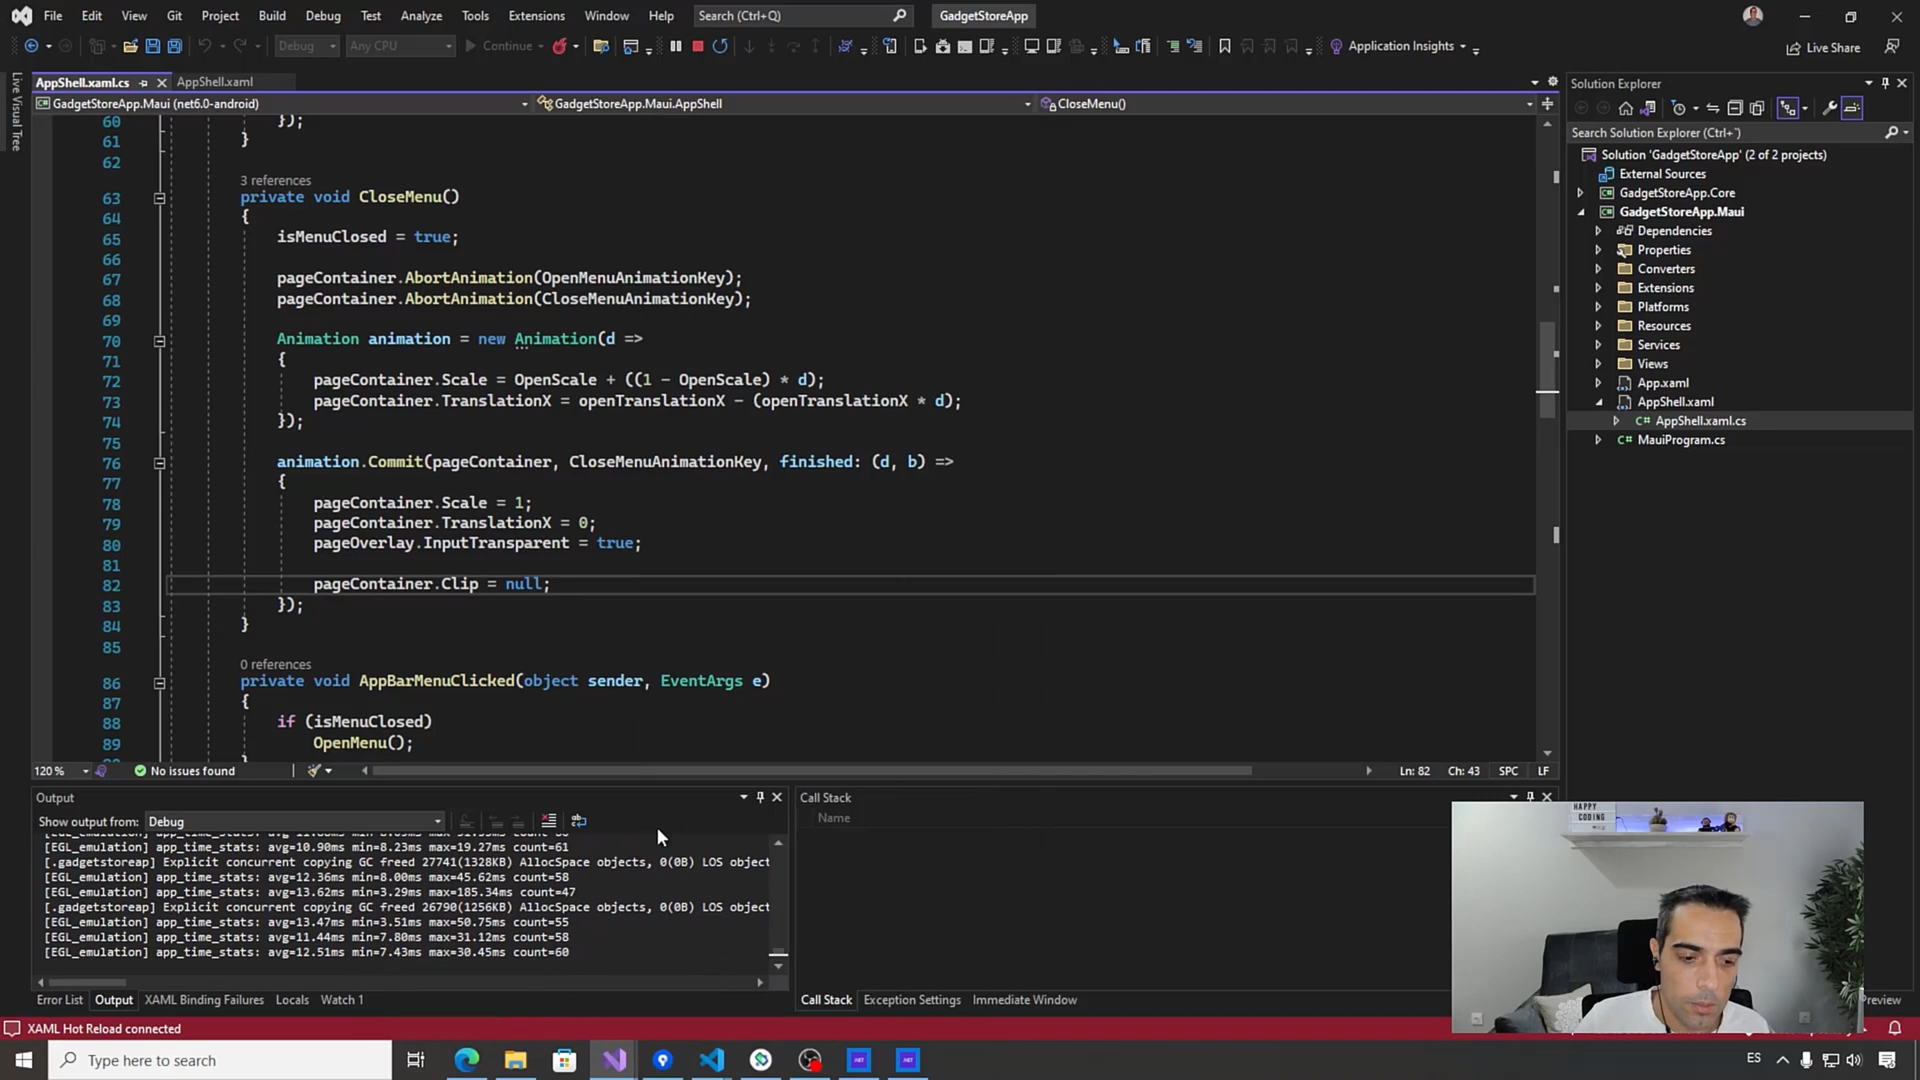 File Edit View Git Project Build Debug Test Analyze Tools Extensions Window Help Search (Ctrl+Q) GadgetStoreApp
Debug Any CPU Continue Application Insights Live Share
Live Visual Tree
AppShell.xaml.cs AppShell.xaml
GadgetStoreApp.Maui (net6.0-android) GadgetStoreApp.Maui.AppShell CloseMenu()
60 });
61 }
62
3 references
63 private void CloseMenu()
64 {
65 isMenuClosed = true;
66
67 pageContainer.AbortAnimation(OpenMenuAnimationKey);
68 pageContainer.AbortAnimation(CloseMenuAnimationKey);
69
70 Animation animation = new Animation(d =>
71 {
72 pageContainer.Scale = OpenScale + ((1 - OpenScale) * d);
73 pageContainer.TranslationX = openTranslationX - (openTranslationX * d);
74 });
75
76 animation.Commit(pageContainer, CloseMenuAnimationKey, finished: (d, b) =>
77 {
78 pageContainer.Scale = 1;
79 pageContainer.TranslationX = 0;
80 pageOverlay.InputTransparent = true;
81
82 pageContainer.Clip = null;
83 });
84 }
85
0 references
86 private void AppBarMenuClicked(object sender, EventArgs e)
87 {
88 if (isMenuClosed)
89 OpenMenu();
120 % No issues found Ln: 82 Ch: 43 SPC LF
Output
Show output from: Debug
[EGL_emulation] app_time_stats: avg=10.90ms min=8.23ms max=19.27ms count=61
[.gadgetstoreap] Explicit concurrent copying GC freed 27741(1328KB) AllocSpace objects, 0(0B) LOS object
[EGL_emulation] app_time_stats: avg=12.36ms min=8.00ms max=45.62ms count=58
[EGL_emulation] app_time_stats: avg=13.62ms min=3.29ms max=185.34ms count=47
[.gadgetstoreap] Explicit concurrent copying GC freed 26790(1256KB) AllocSpace objects, 0(0B) LOS object
[EGL_emulation] app_time_stats: avg=13.47ms min=3.51ms max=50.75ms count=55
[EGL_emulation] app_time_stats: avg=11.44ms min=7.80ms max=31.12ms count=58
[EGL_emulation] app_time_stats: avg=12.51ms min=7.43ms max=30.45ms count=60
Error List Output XAML Binding Failures Locals Watch 1
Call Stack
Name
Call Stack Exception Settings Immediate Window
Solution Explorer
Search Solution Explorer (Ctrl+`)
Solution 'GadgetStoreApp' (2 of 2 projects)
External Sources
GadgetStoreApp.Core
GadgetStoreApp.Maui
Dependencies
Properties
Converters
Extensions
Platforms
Resources
Services
Views
App.xaml
AppShell.xaml
C# AppShell.xaml.cs
C# MauiProgram.cs
HAPPY
CODING
Preview
XAML Hot Reload connected
Type here to search
.NET .NET
ES